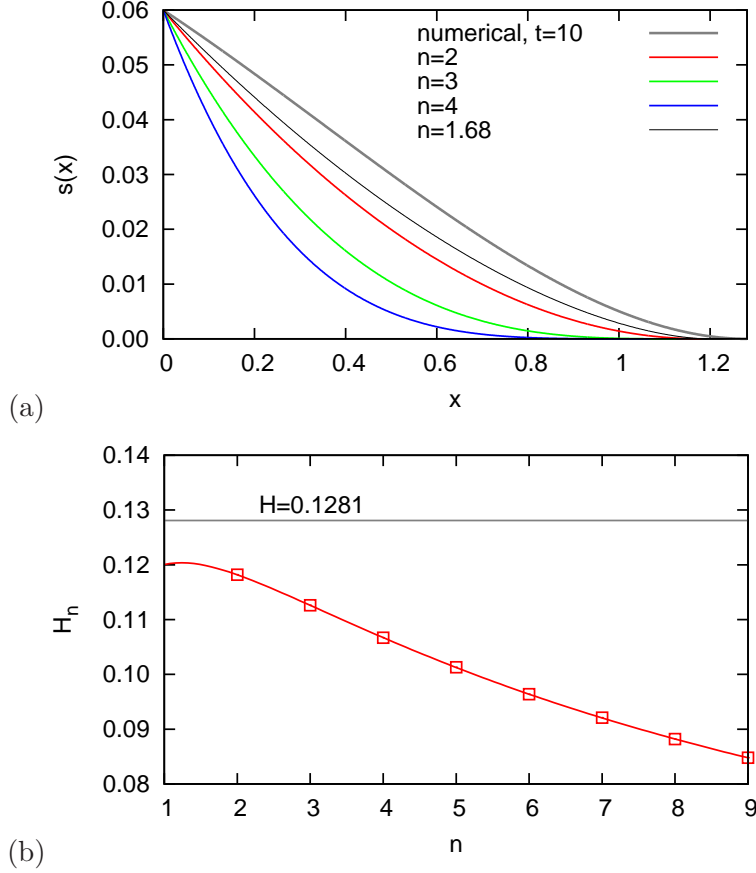 0.06
0.05
0.04
0.03
0.02
0.01
0.00
s(x)
numerical, t=10
n=2
n=3
n=4
n=1.68
0 0.2 0.4 0.6 0.8 1 1.2
x
(a)
0.14
0.13
0.12
0.11
0.10
0.09
0.08
H=0.1281
Hn
1 2 3 4 5 6 7 8 9
n
(b)